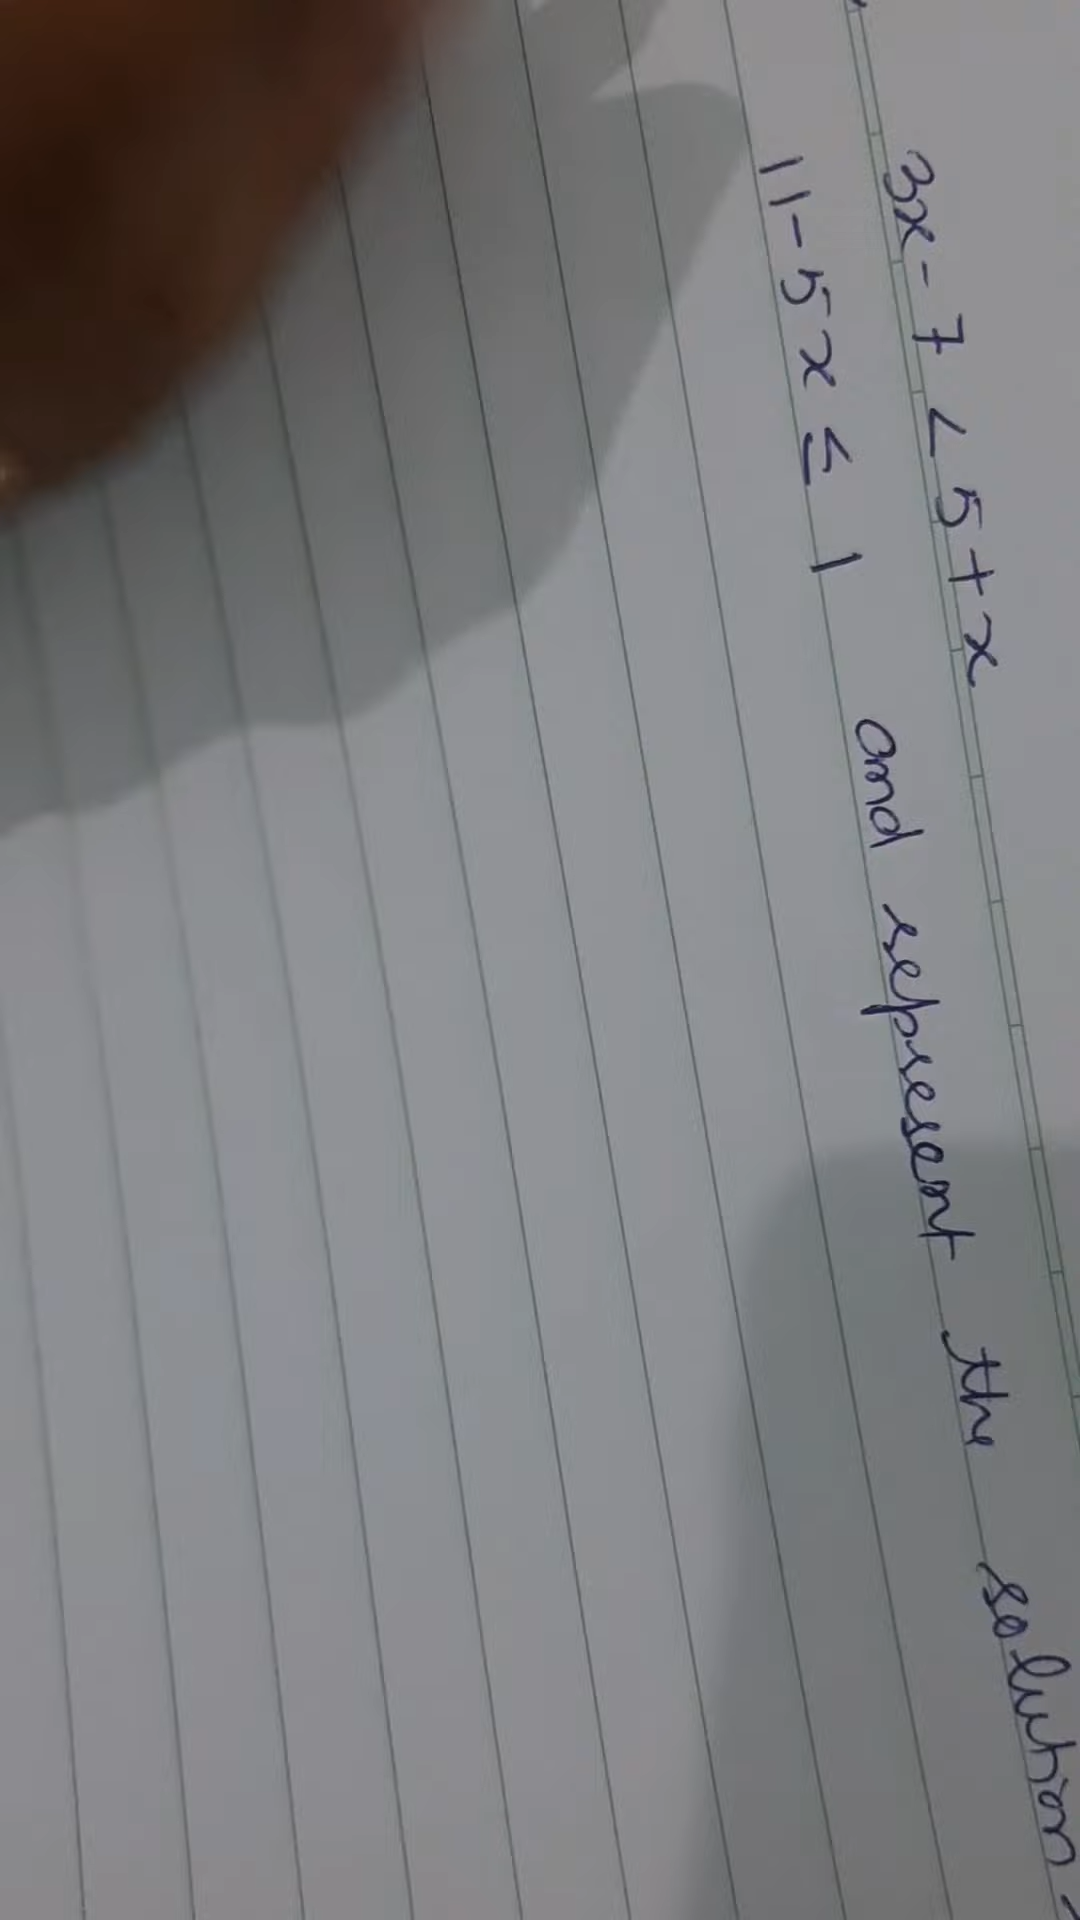 3x - 7 < 5 + x
11 - 5x ≤ 1 and represent the solution